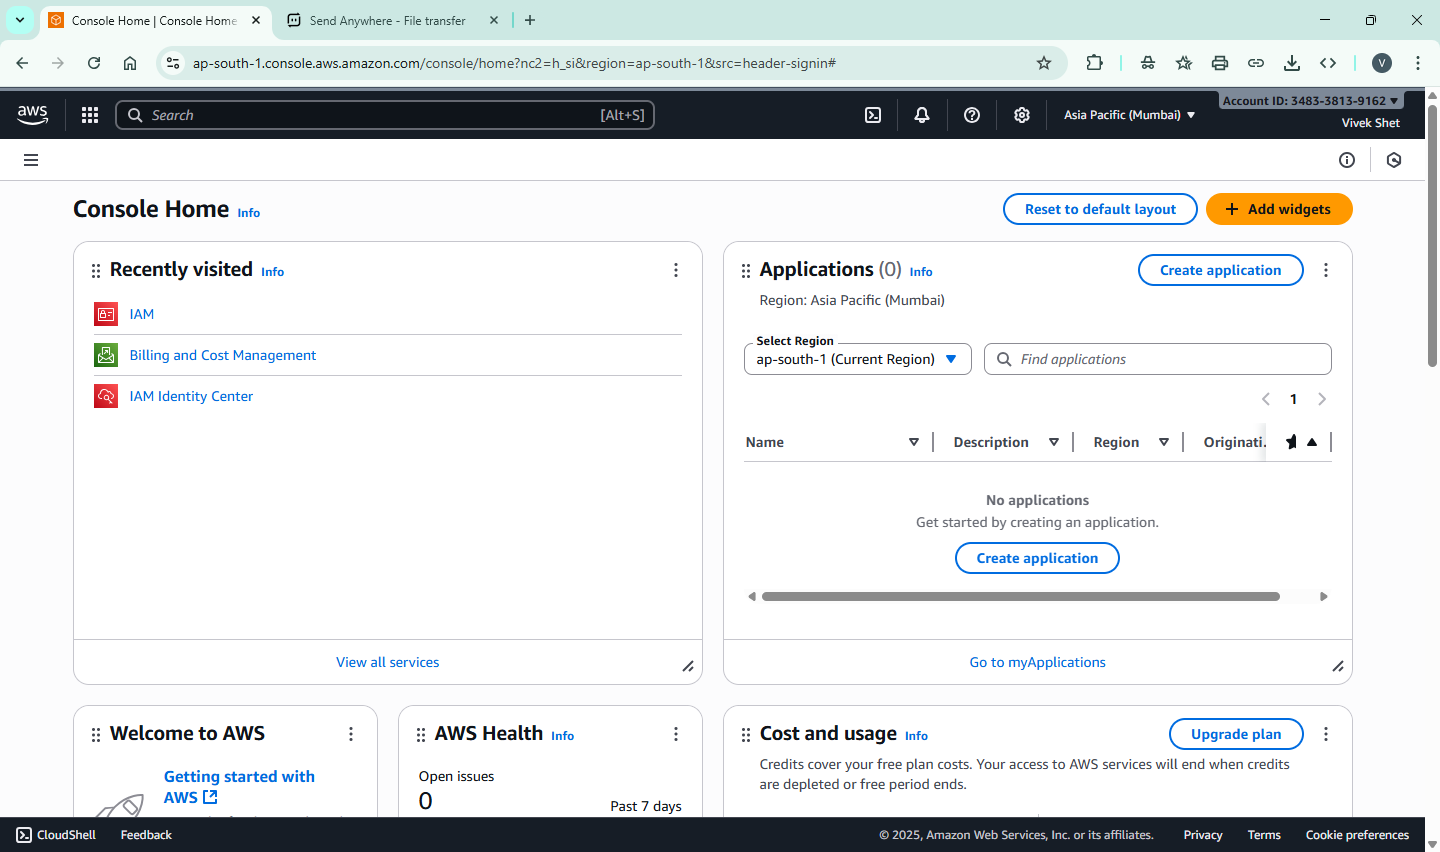 Console Home | Console Home
Send Anywhere - File transfer
ap-south-1.console.aws.amazon.com/console/home?nc2=h_si&region=ap-south-1&src=header-signin#
V
aws
Search
[Alt+S]
Asia Pacific (Mumbai)
Account ID: 3483-3813-9162
Vivek Shet
Console Home Info
Reset to default layout
Add widgets
Recently visited Info
IAM
Billing and Cost Management
IAM Identity Center
View all services
Applications (0) Info
Create application
Region: Asia Pacific (Mumbai)
Select Region
ap-south-1 (Current Region)
Find applications
1
Name Description Region Originati.
No applications
Get started by creating an application.
Create application
Go to myApplications
Welcome to AWS
Getting started with
AWS
AWS Health Info
Open issues
0
Past 7 days
Cost and usage Info
Upgrade plan
Credits cover your free plan costs. Your access to AWS services will end when credits
are depleted or free period ends.
CloudShell
Feedback
© 2025, Amazon Web Services, Inc. or its affiliates.
Privacy
Terms
Cookie preferences